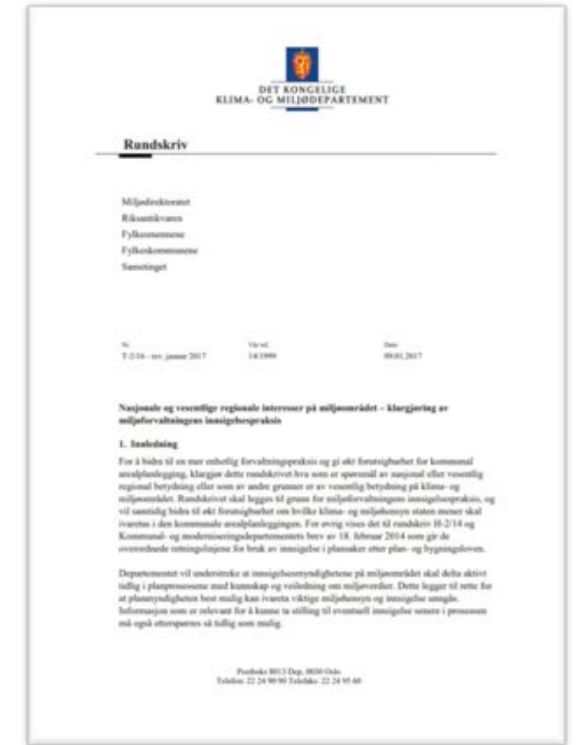 DET KONGELIGE
KLIMA- OG MILJØDEPARTEMENT
Rundskriv
Miljødirektoratet
Riksantikvaren
Fylkesmennene
Fylkeskommunene
Sametinget
Nr. Vår ref. Dato
T-2/16 - rev. januar 2017 14/1999 09.01.2017
Nasjonale og vesentlige regionale interesser på miljøområdet – klargjøring av
miljøforvaltningens innsigelsespraksis
1. Innledning
For å bidra til en mer enhetlig forvaltningspraksis og gi økt forutsigbarhet for kommunal
arealplanlegging, klargjør dette rundskrivet hva som er spørsmål av nasjonal eller vesentlig
regional betydning eller som av andre grunner er av vesentlig betydning på klima- og
miljøområdet. Rundskrivet skal legges til grunn for miljøforvaltningens innsigelsespraksis, og
vil samtidig bidra til økt forutsigbarhet om hvilke klima- og miljøhensyn staten mener skal
ivaretas i den kommunale arealplanleggingen. For øvrig vises det til rundskriv H-2/14 og
Kommunal- og moderniseringsdepartementets brev av 18. februar 2014 som gir de
overordnede retningslinjene for bruk av innsigelse i plansaker etter plan- og bygningsloven.
Departementet vil understreke at innsigelsesmyndighetene på miljøområdet skal delta aktivt
tidlig i planprosessene med kunnskap og veiledning om miljøverdier. Dette legger til rette for
at planmyndigheten best mulig kan ivareta viktige miljøhensyn og innsigelse unngås.
Informasjon som er relevant for å kunne ta stilling til eventuell innsigelse senere i prosessen
må også etterspørres så tidlig som mulig.
Postboks 8013 Dep, 0030 Oslo
Telefon: 22 24 90 90 Telefaks: 22 24 95 60